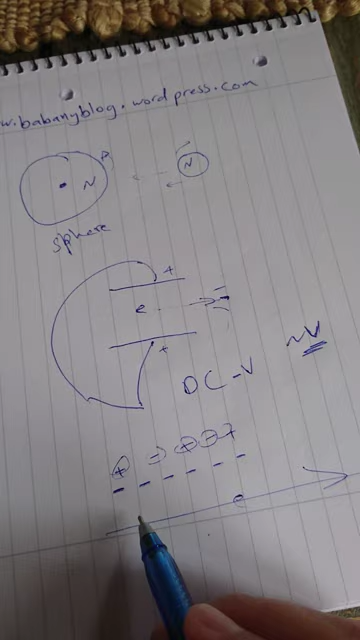 w.babanyblog.wordpress.com
N
N
Sphere
+
e
+
DC-V
~V
+ - + - +
- - - - - -
e